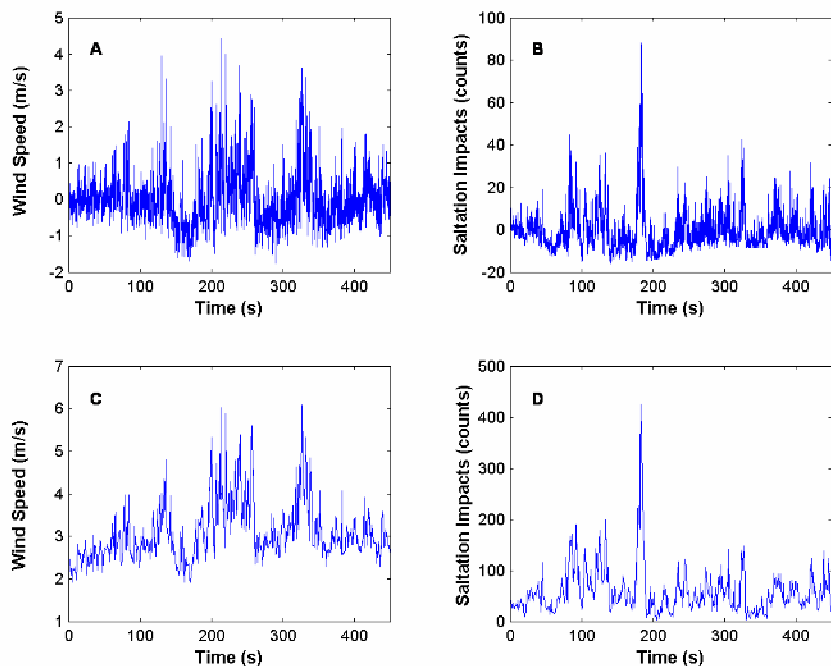 A
Wind Speed (m/s)
5
4
3
2
1
0
-1
-2
0 100 200 300 400
Time (s)
B
Saltation Impacts (counts)
100
80
60
40
20
0
-20
0 100 200 300 400
Time (s)
C
Wind Speed (m/s)
7
6
5
4
3
2
1
0 100 200 300 400
Time (s)
D
Saltation Impacts (counts)
500
400
300
200
100
0
0 100 200 300 400
Time (s)